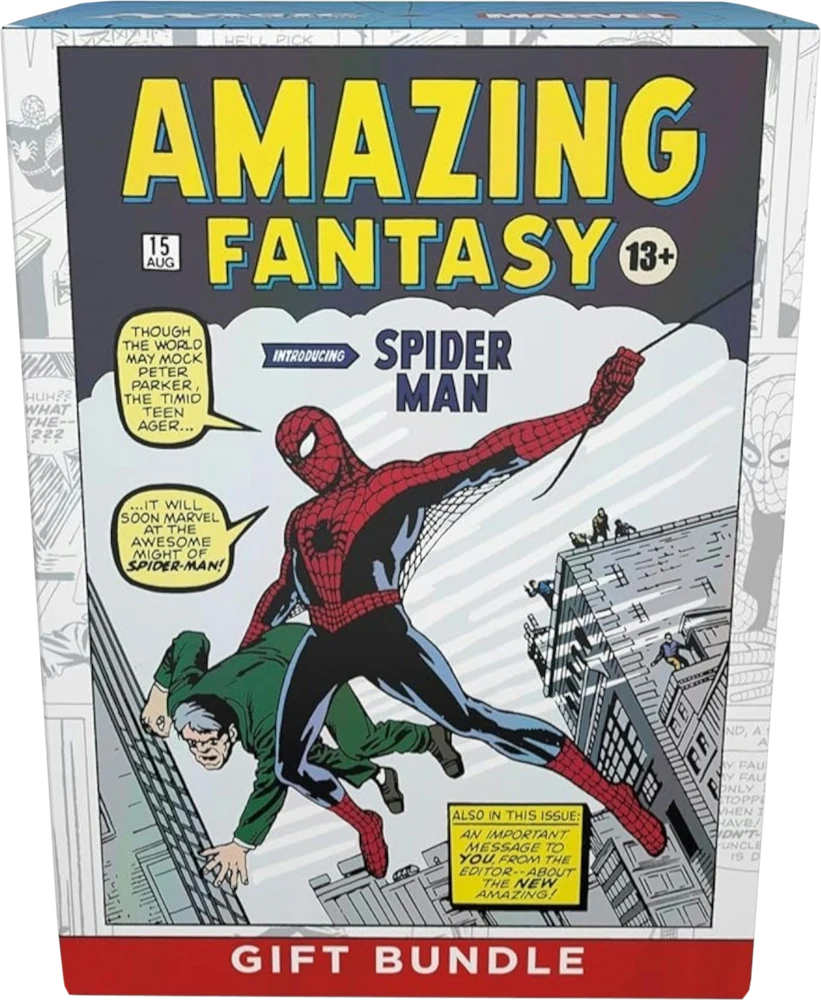 MARVEL
HE'LL PICK
AMAZING
FANTASY
15
AUG
13+
INTRODUCING
SPIDER
MAN
THOUGH
THE WORLD
MAY MOCK
PETER
PARKER,
THE TIMID
TEEN
AGER...
HUH??
WHAT
THE--
???
...IT WILL
SOON MARVEL
AT THE
AWESOME
MIGHT OF
SPIDER-MAN!
ALSO IN THIS ISSUE:
AN IMPORTANT
MESSAGE TO
YOU, FROM THE
EDITOR--ABOUT
THE NEW
AMAZING!
GIFT BUNDLE